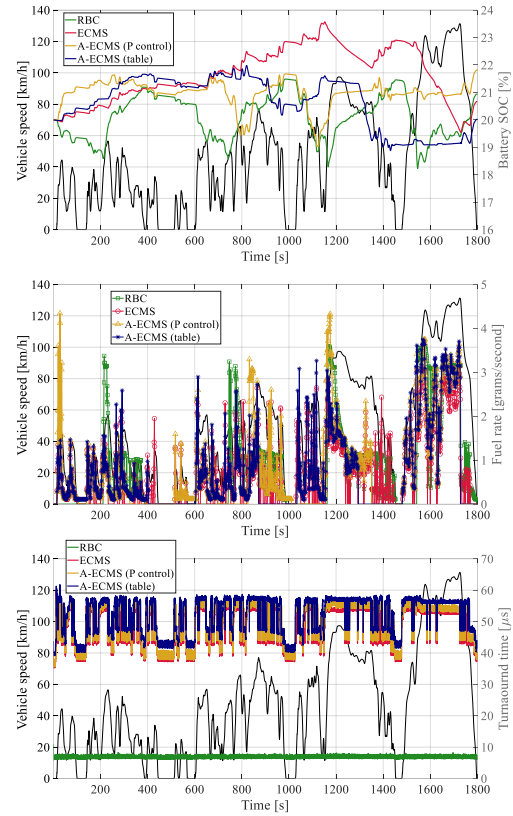 RBC
ECMS
A-ECMS (P control)
A-ECMS (table)
Vehicle speed [km/h]
140
120
100
80
60
40
20
0
24
23
22
21
20
19
18
17
16
Battery SOC [%]
200 400 600 800 1000 1200 1400 1600 1800
Time [s]
RBC
ECMS
A-ECMS (P control)
A-ECMS (table)
Vehicle speed [km/h]
140
120
100
80
60
40
20
0
5
4
3
2
1
0
Fuel rate [grams/second]
200 400 600 800 1000 1200 1400 1600 1800
Time [s]
RBC
ECMS
A-ECMS (P control)
A-ECMS (table)
Vehicle speed [km/h]
140
120
100
80
60
40
20
0
70
60
50
40
30
20
10
0
Turnaournd time [μs]
200 400 600 800 1000 1200 1400 1600 1800
Time [s]